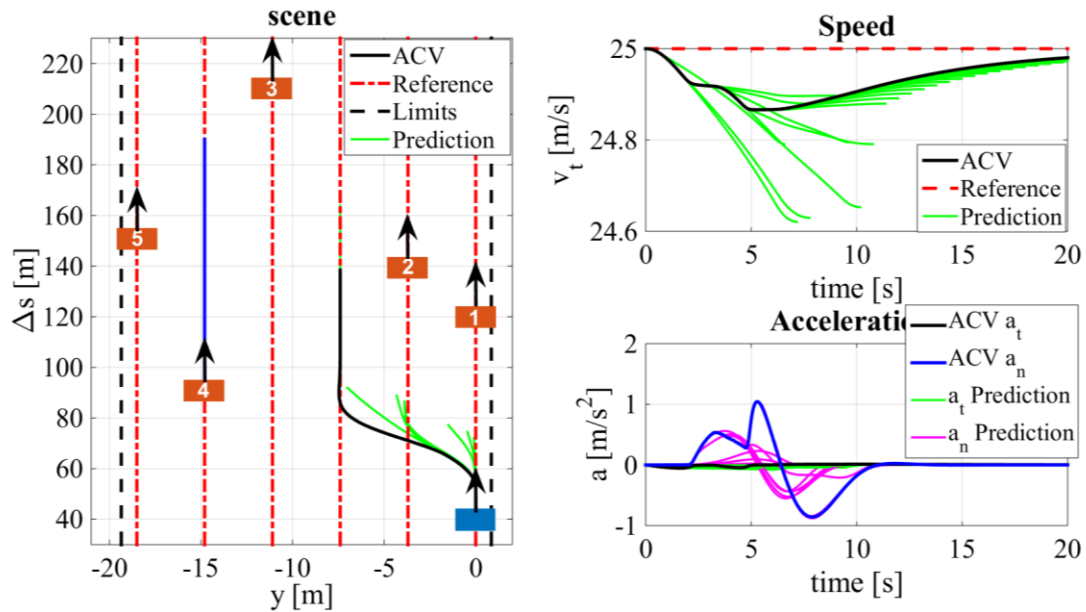 scene
220
200
180
160
140
120
100
80
60
40
Δs [m]
-20
-15
-10
-5
0
y [m]
ACV
Reference
Limits
Prediction
3
5
2
1
4
Speed
25
24.8
24.6
v_t [m/s]
0
5
10
15
20
time [s]
ACV
Reference
Prediction
Acceleratio
2
1
0
-1
a [m/s²]
0
5
10
15
20
time [s]
ACV a_t
ACV a_n
a_t Prediction
a_n Prediction